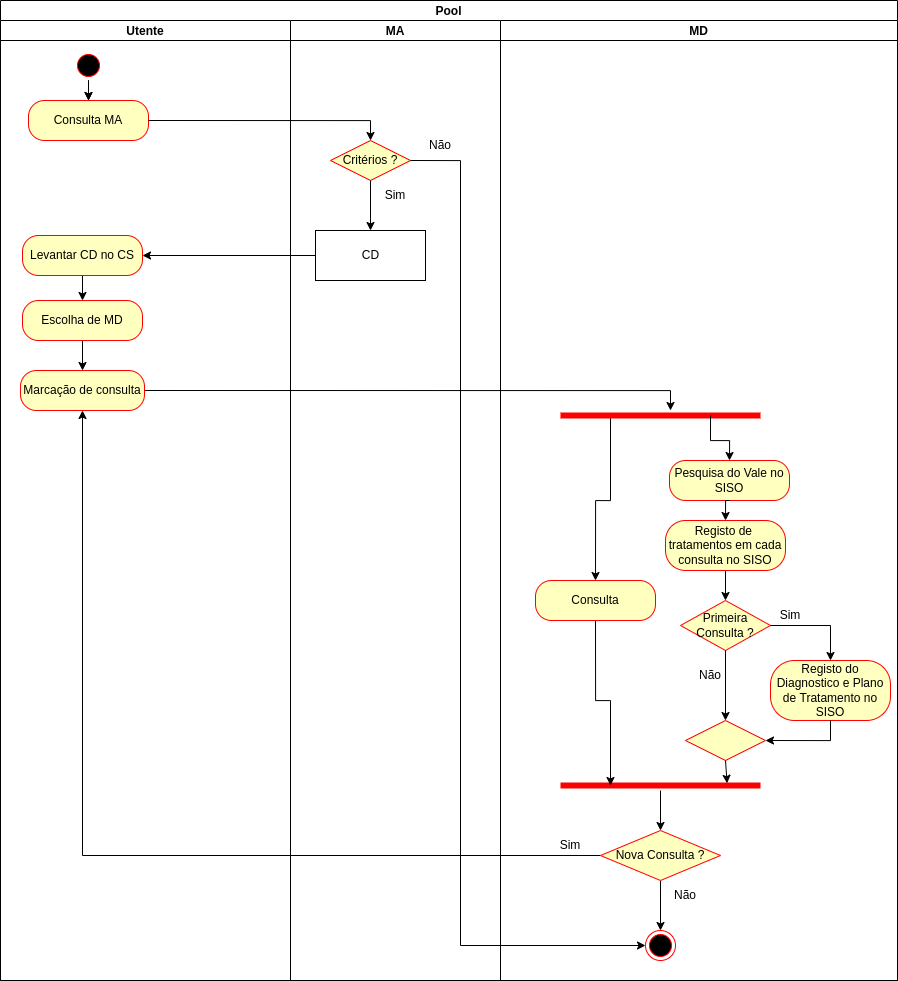 Pool
Utente
MA
MD
Consulta MA
Critérios ?
Não
Sim
CD
Levantar CD no CS
Escolha de MD
Marcação de consulta
Pesquisa do Vale no
SISO
Registo de
tratamentos em cada
consulta no SISO
Consulta
Primeira
Consulta ?
Sim
Não
Registo do
Diagnostico e Plano
de Tratamento no
SISO
Sim
Nova Consulta ?
Não